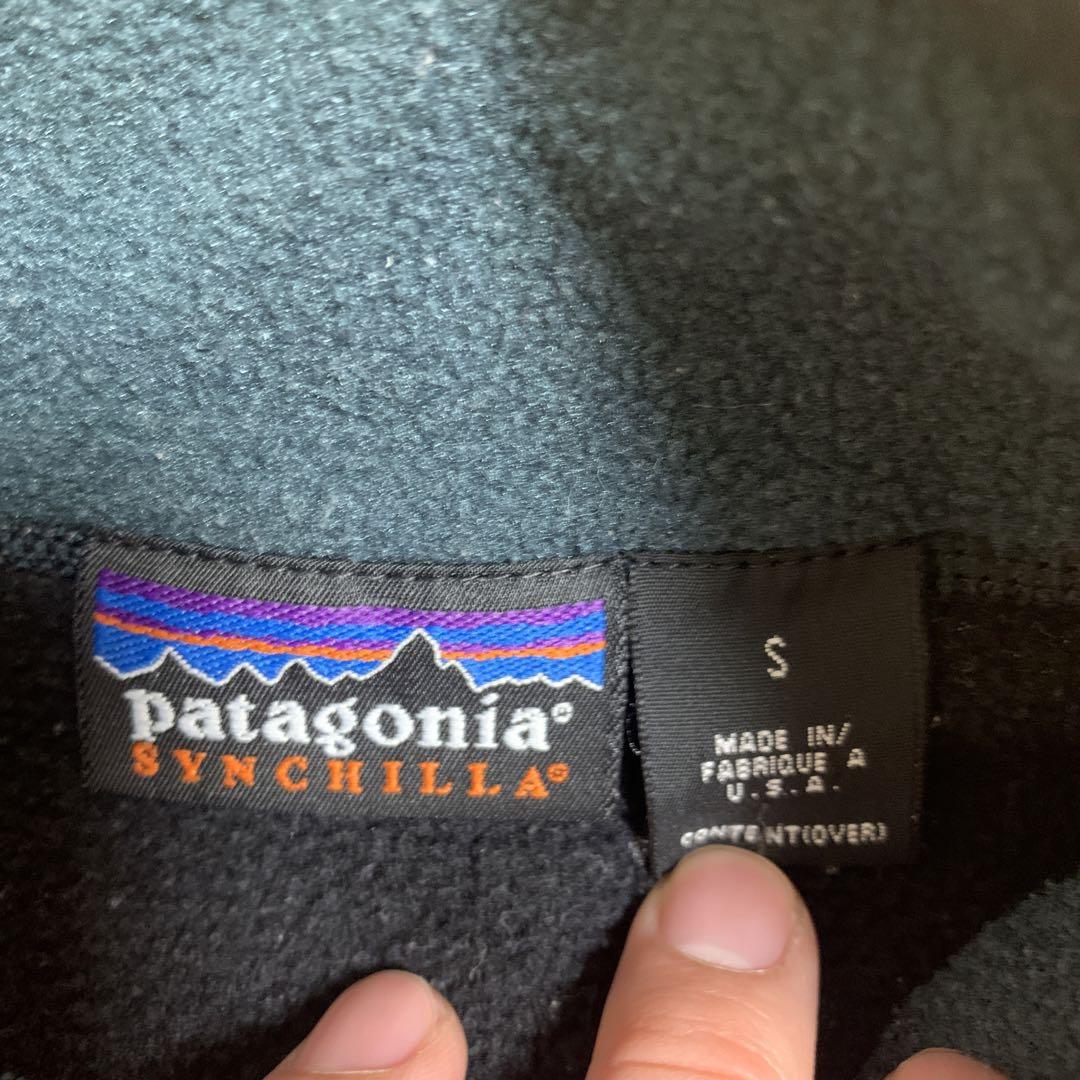 patagonia®
SYNCHILLA®
S
MADE IN/
FABRIQUE A
U.S.A.
CONTENT(OVER)